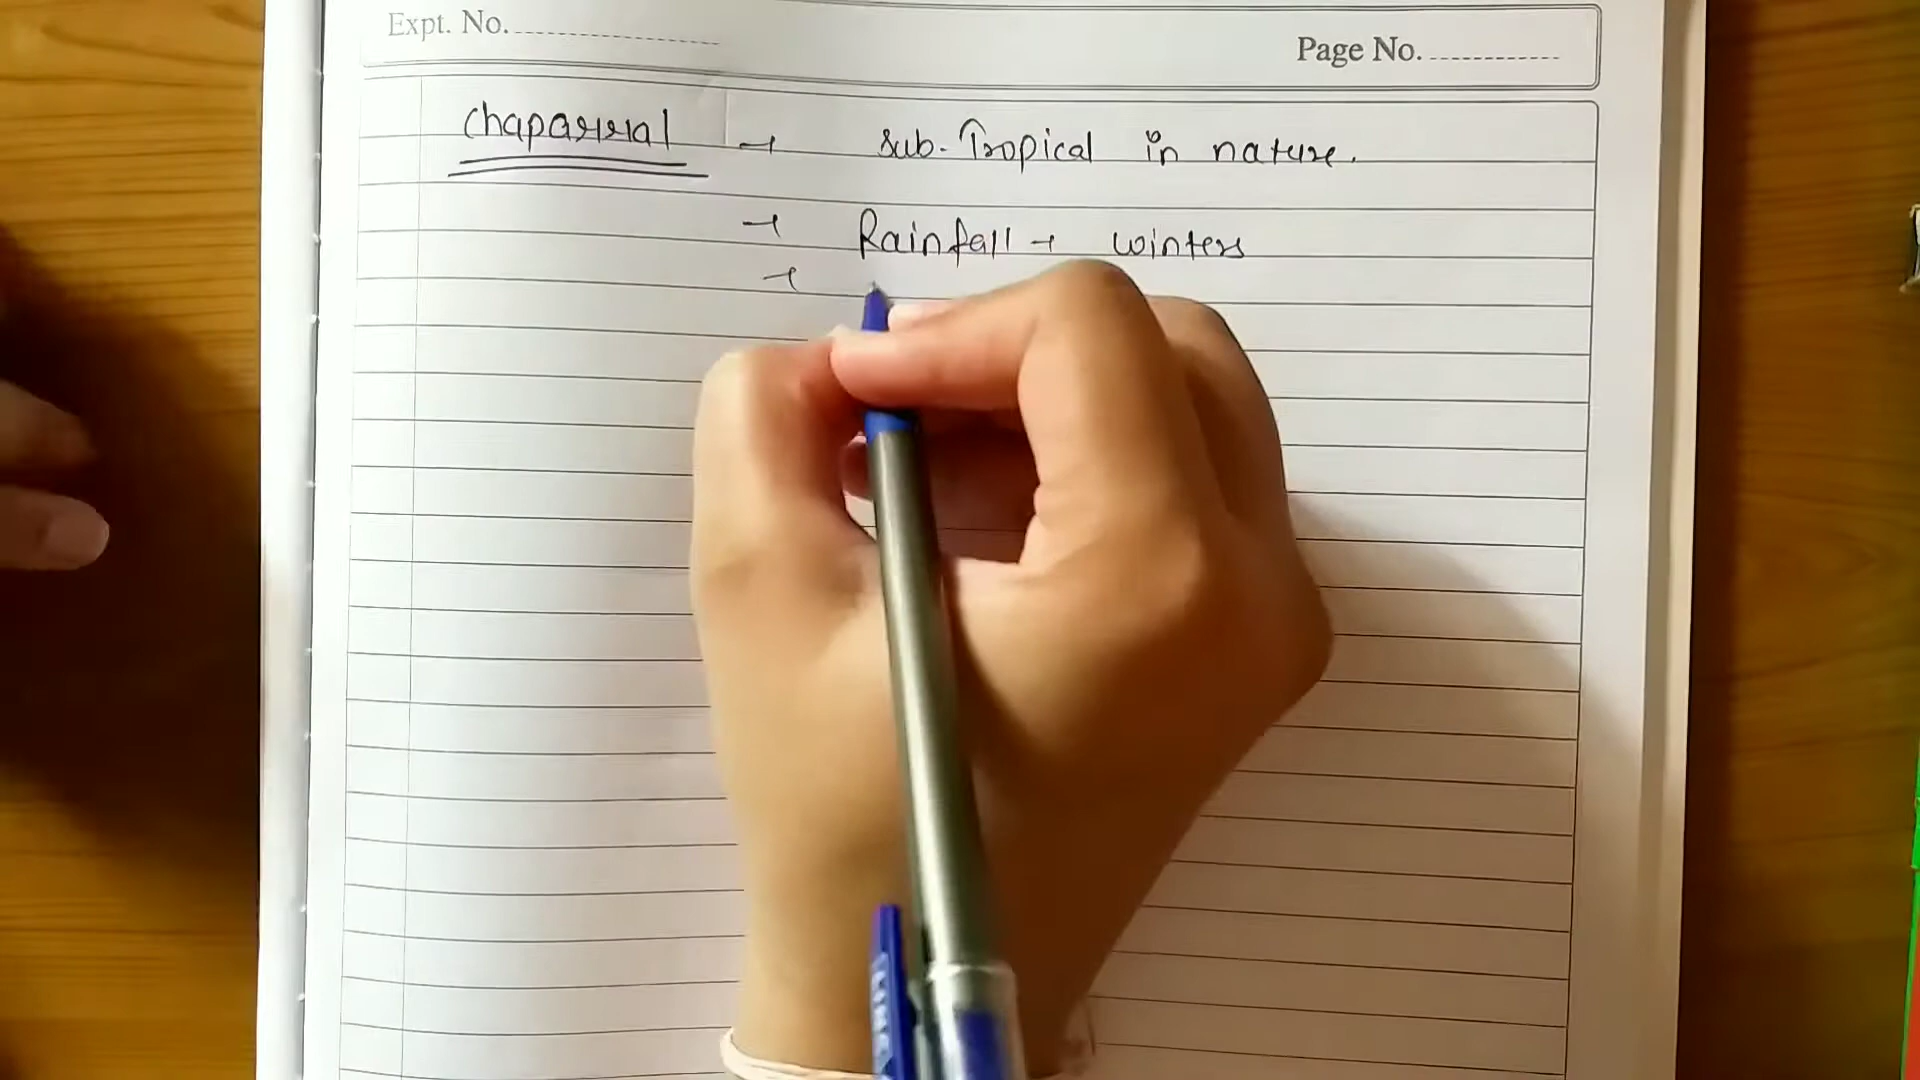 Expt. No.
Page No.
Chaparral → Sub-Tropical in nature.
→ Rainfall → winters
→